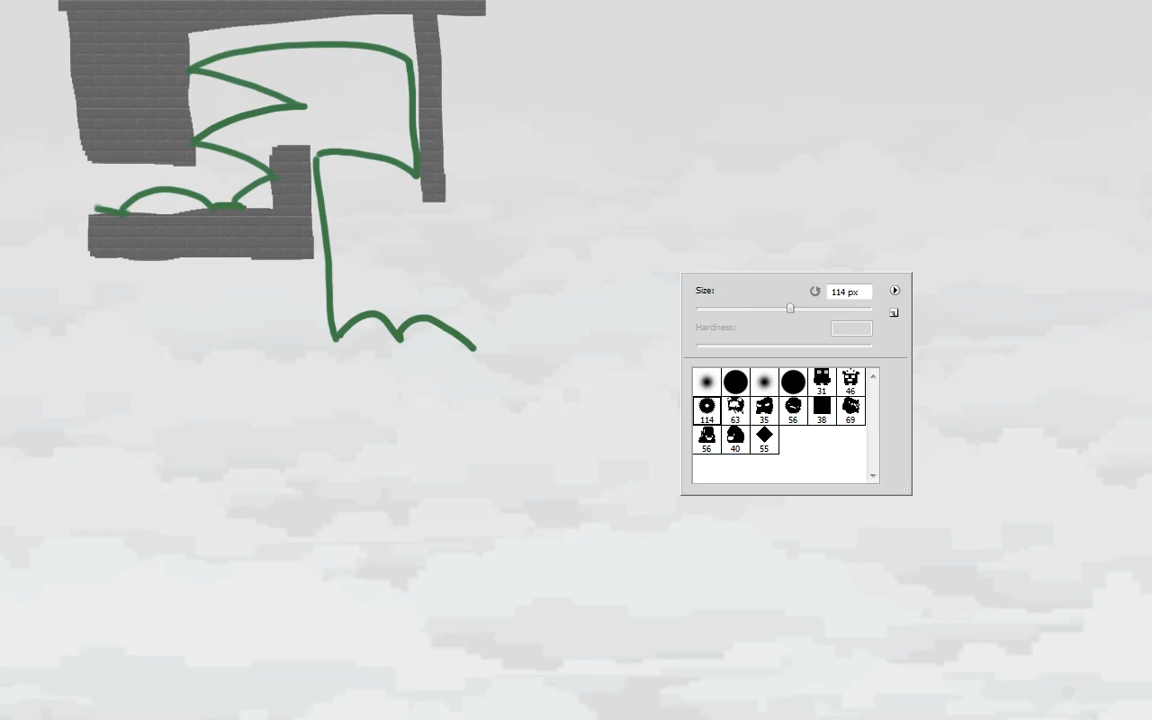 Size:
114 px
Hardness:
31 46
114 63 35 56 38 69
56 40 55